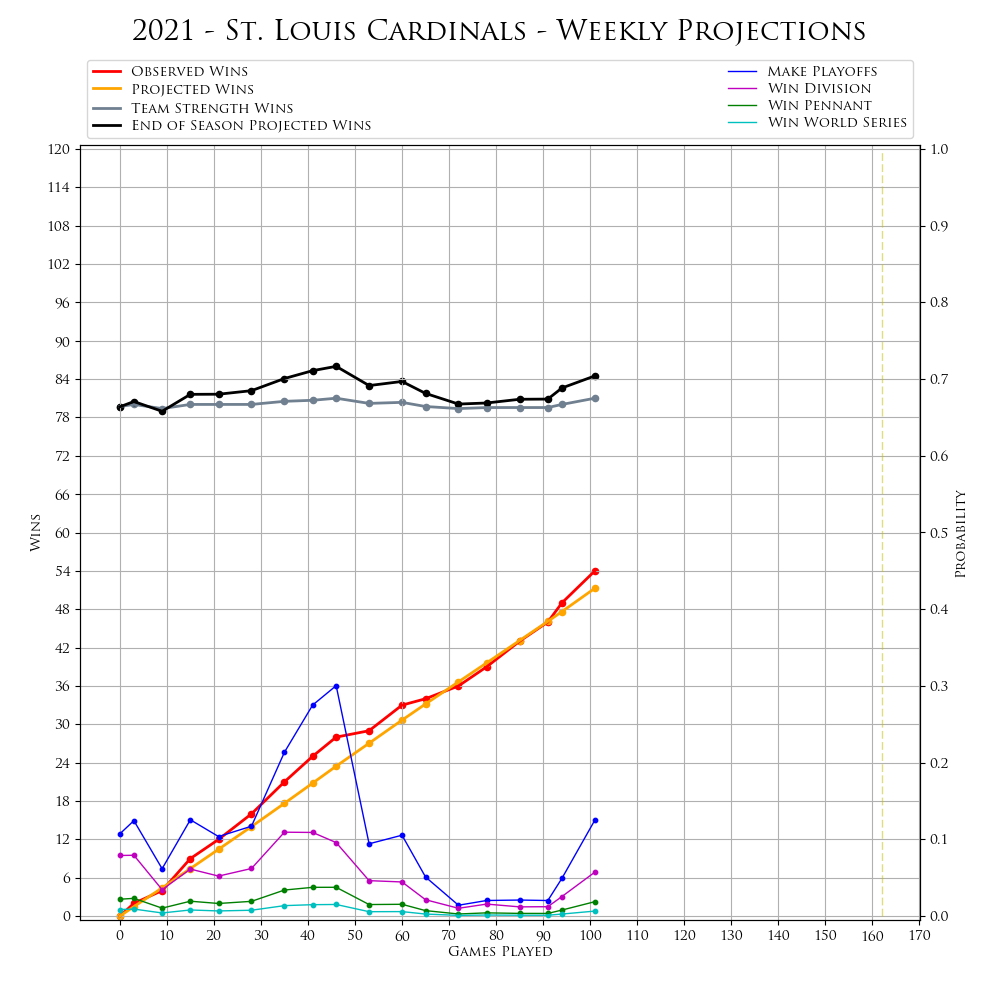 2021 - St. Louis Cardinals - Weekly Projections
Observed Wins
Projected Wins
Team Strength Wins
End of Season Projected Wins
Make Playoffs
Win Division
Win Pennant
Win World Series
120
114
108
102
96
90
84
78
72
66
60
54
48
42
36
30
24
18
12
6
0
Wins
1.0
0.9
0.8
0.7
0.6
0.5
0.4
0.3
0.2
0.1
0.0
Probability
0 10 20 30 40 50 60 70 80 90 100 110 120 130 140 150 160 170
Games Played